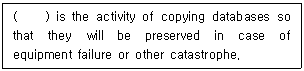 (      ) is the activity of copying databases so
that they will be preserved in case of
equipment failure or other catastrophe.